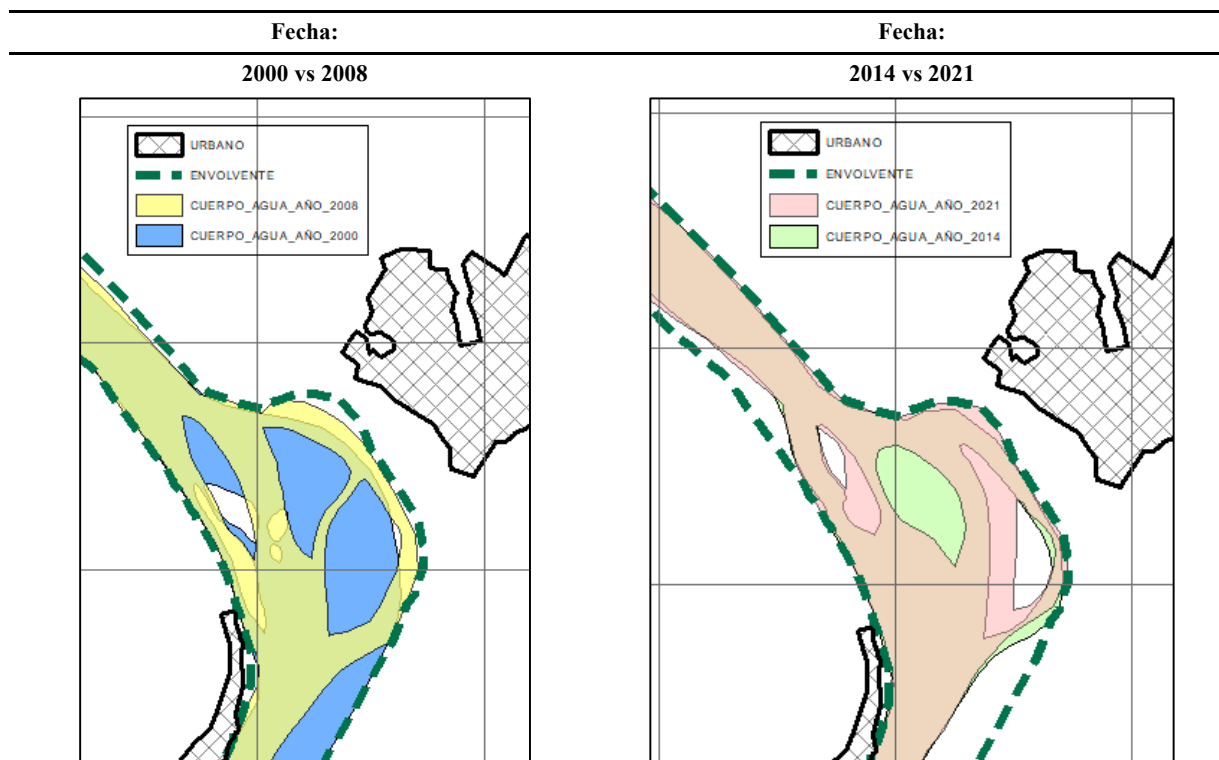 Fecha: Fecha:
2000 vs 2008 2014 vs 2021
URBANO
ENVOLVENTE
CUERPO_AGUA_AÑO_2008
CUERPO_AGUA_AÑO_2000
URBANO
ENVOLVENTE
CUERPO_AGUA_AÑO_2021
CUERPO_AGUA_AÑO_2014